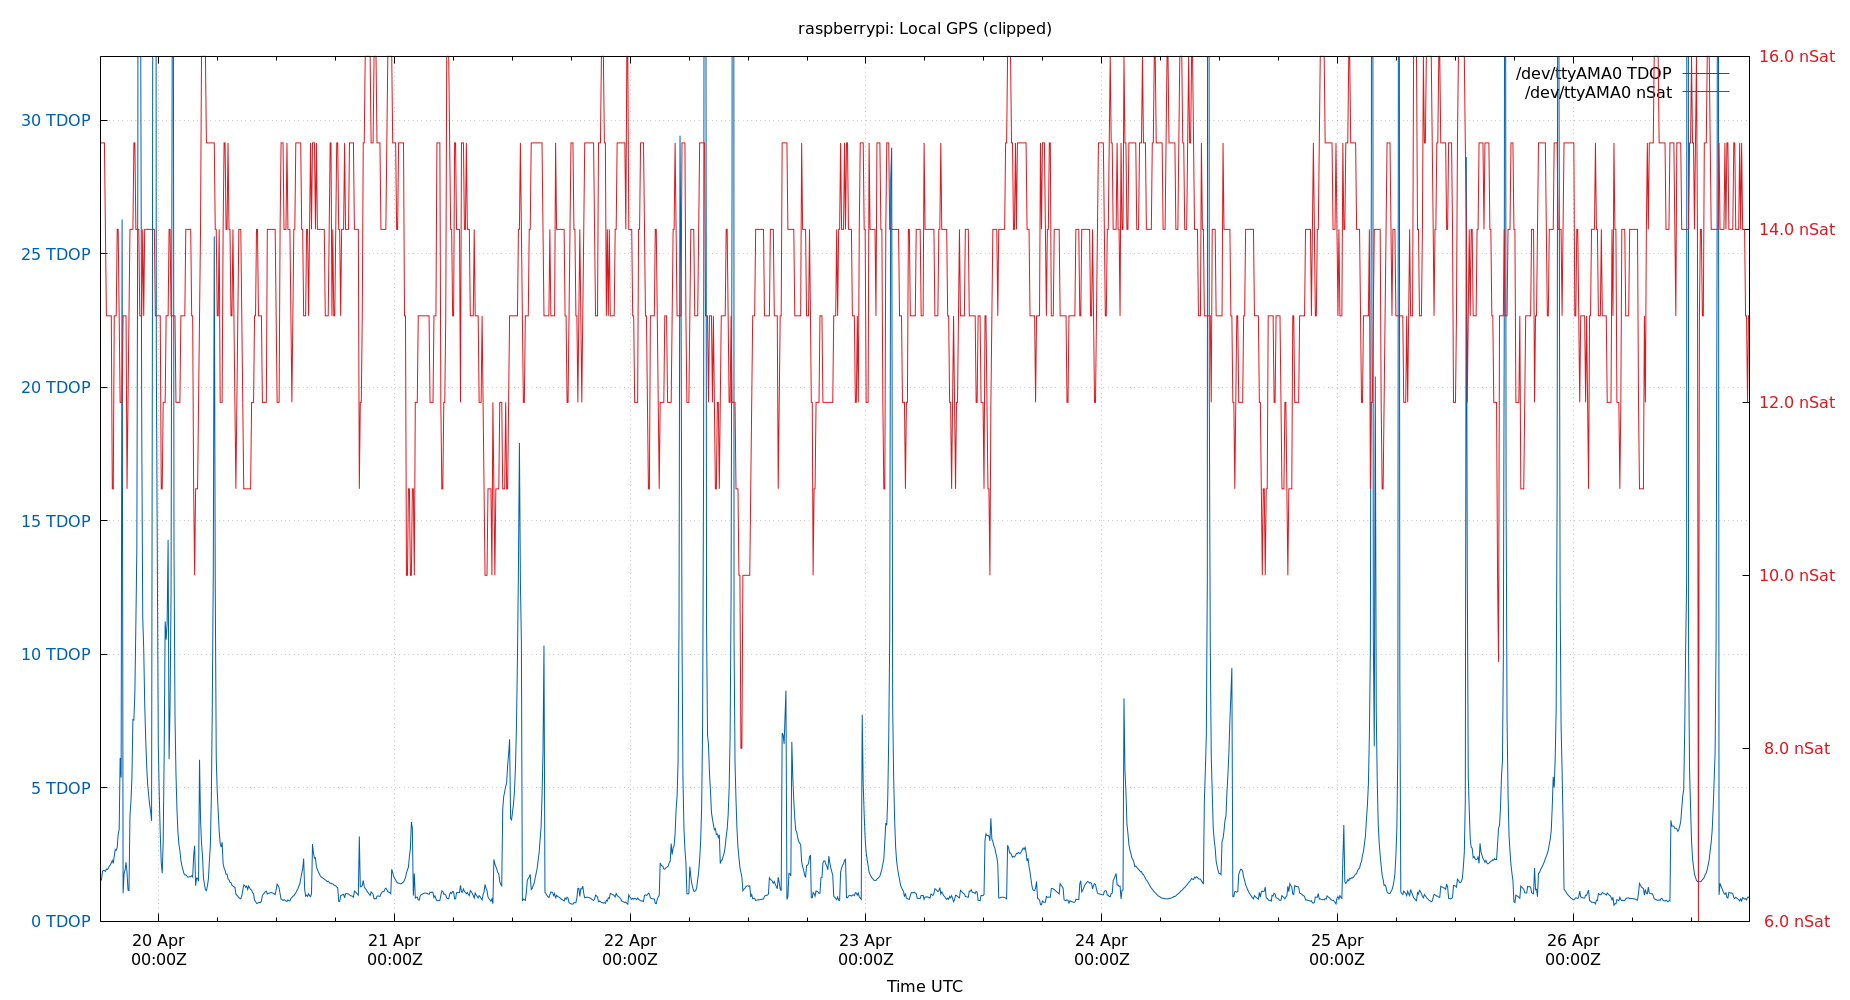 raspberrypi: Local GPS (clipped)
/dev/ttyAMA0 TDOP
/dev/ttyAMA0 nSat
30 TDOP
25 TDOP
20 TDOP
15 TDOP
10 TDOP
5 TDOP
0 TDOP
16.0 nSat
14.0 nSat
12.0 nSat
10.0 nSat
8.0 nSat
6.0 nSat
20 Apr
00:00Z
21 Apr
00:00Z
22 Apr
00:00Z
23 Apr
00:00Z
24 Apr
00:00Z
25 Apr
00:00Z
26 Apr
00:00Z
Time UTC